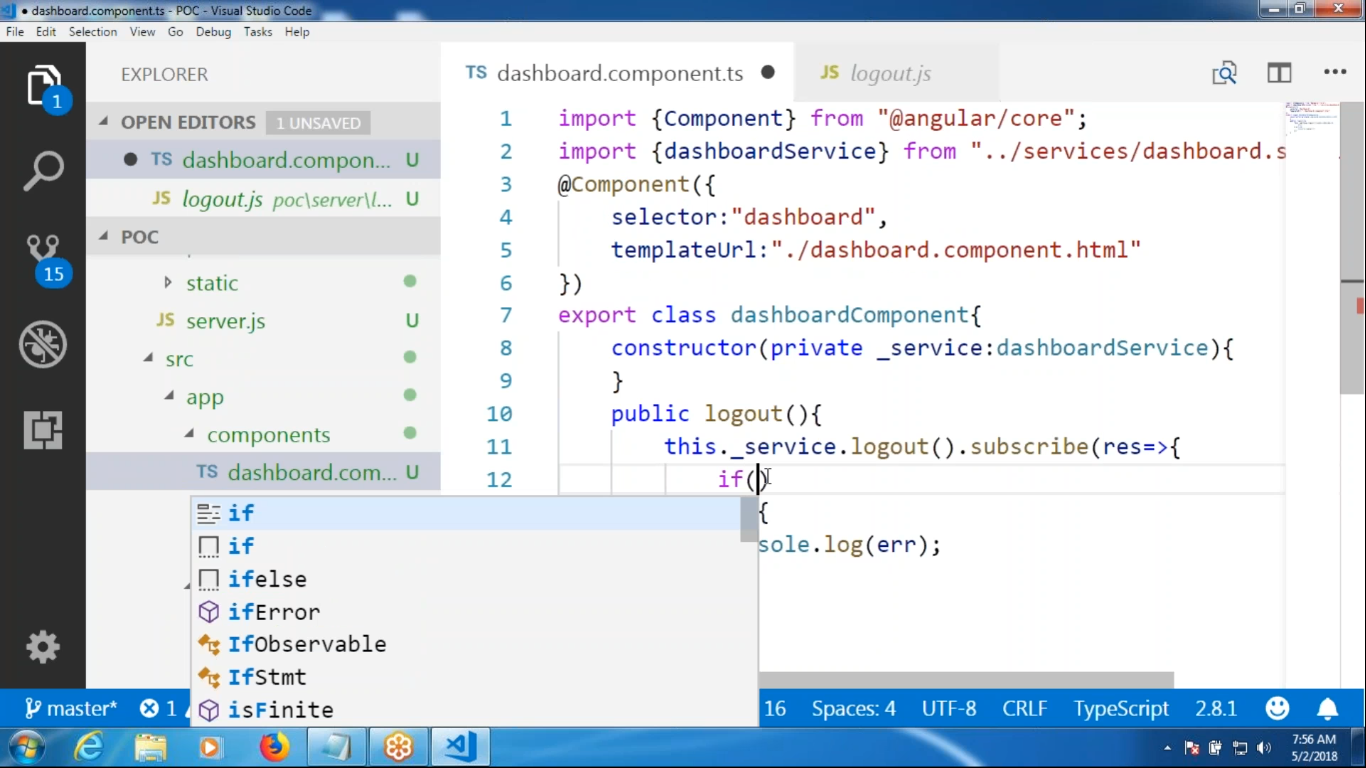 dashboard.component.ts - POC - Visual Studio Code
File Edit Selection View Go Debug Tasks Help
EXPLORER
TS dashboard.component.ts
JS logout.js
1
OPEN EDITORS 1 UNSAVED
TS dashboard.compon... U
JS logout.js poc\server\l... U
POC
static
JS server.js U
15
src
app
components
TS dashboard.com... U
1 import {Component} from "@angular/core";
2 import {dashboardService} from "../services/dashboard.s
3 @Component({
4 selector:"dashboard",
5 templateUrl:"./dashboard.component.html"
6 })
7 export class dashboardComponent{
8 constructor(private _service:dashboardService){
9 }
10 public logout(){
11 this._service.logout().subscribe(res=>{
12 if()
{
sole.log(err);
if
if
ifelse
ifError
IfObservable
IfStmt
isFinite
master* 1 16 Spaces: 4 UTF-8 CRLF TypeScript 2.8.1
7:56 AM
5/2/2018